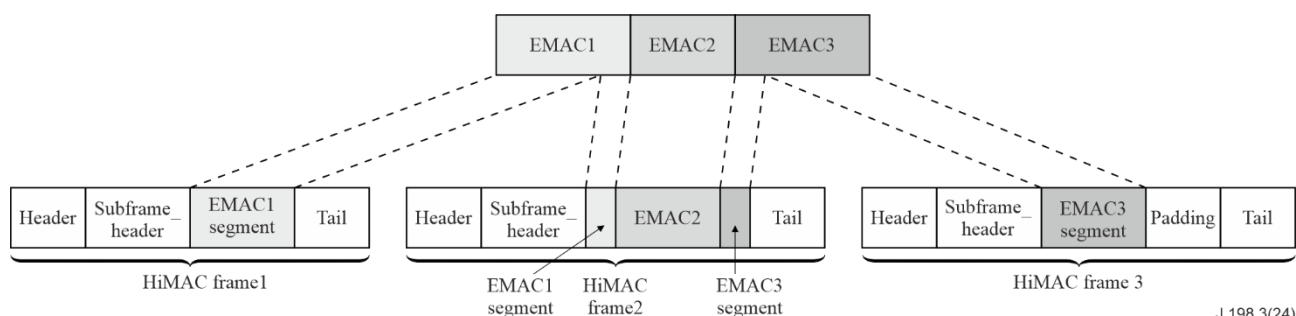 EMAC1 EMAC2 EMAC3
Header Subframe_ header EMAC1 segment Tail
Header Subframe_ header EMAC2 Tail
Header Subframe_ header EMAC3 segment Padding Tail
HiMAC frame1
EMAC1 segment
HiMAC frame2
EMAC3 segment
HiMAC frame 3
J.198.3(24)